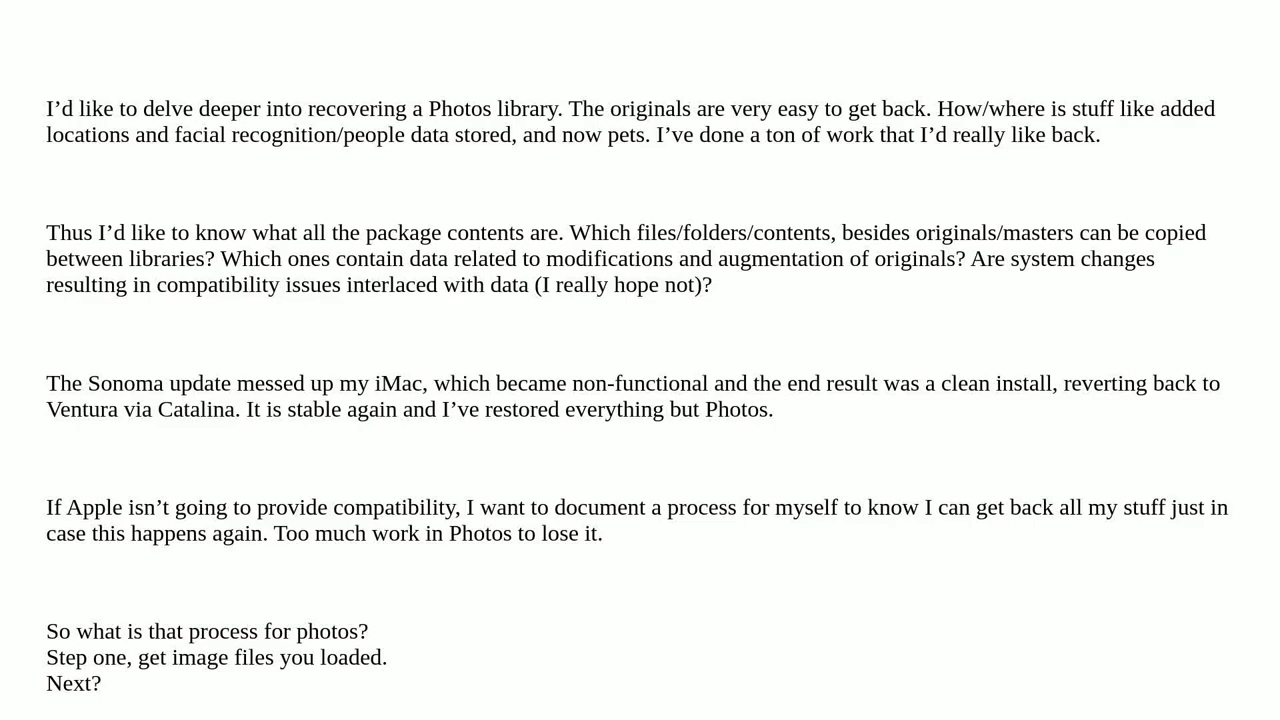 I’d like to delve deeper into recovering a Photos library. The originals are very easy to get back. How/where is stuff like added
locations and facial recognition/people data stored, and now pets. I’ve done a ton of work that I’d really like back.
Thus I’d like to know what all the package contents are. Which files/folders/contents, besides originals/masters can be copied
between libraries? Which ones contain data related to modifications and augmentation of originals? Are system changes
resulting in compatibility issues interlaced with data (I really hope not)?
The Sonoma update messed up my iMac, which became non-functional and the end result was a clean install, reverting back to
Ventura via Catalina. It is stable again and I’ve restored everything but Photos.
If Apple isn’t going to provide compatibility, I want to document a process for myself to know I can get back all my stuff just in
case this happens again. Too much work in Photos to lose it.
So what is that process for photos?
Step one, get image files you loaded.
Next?